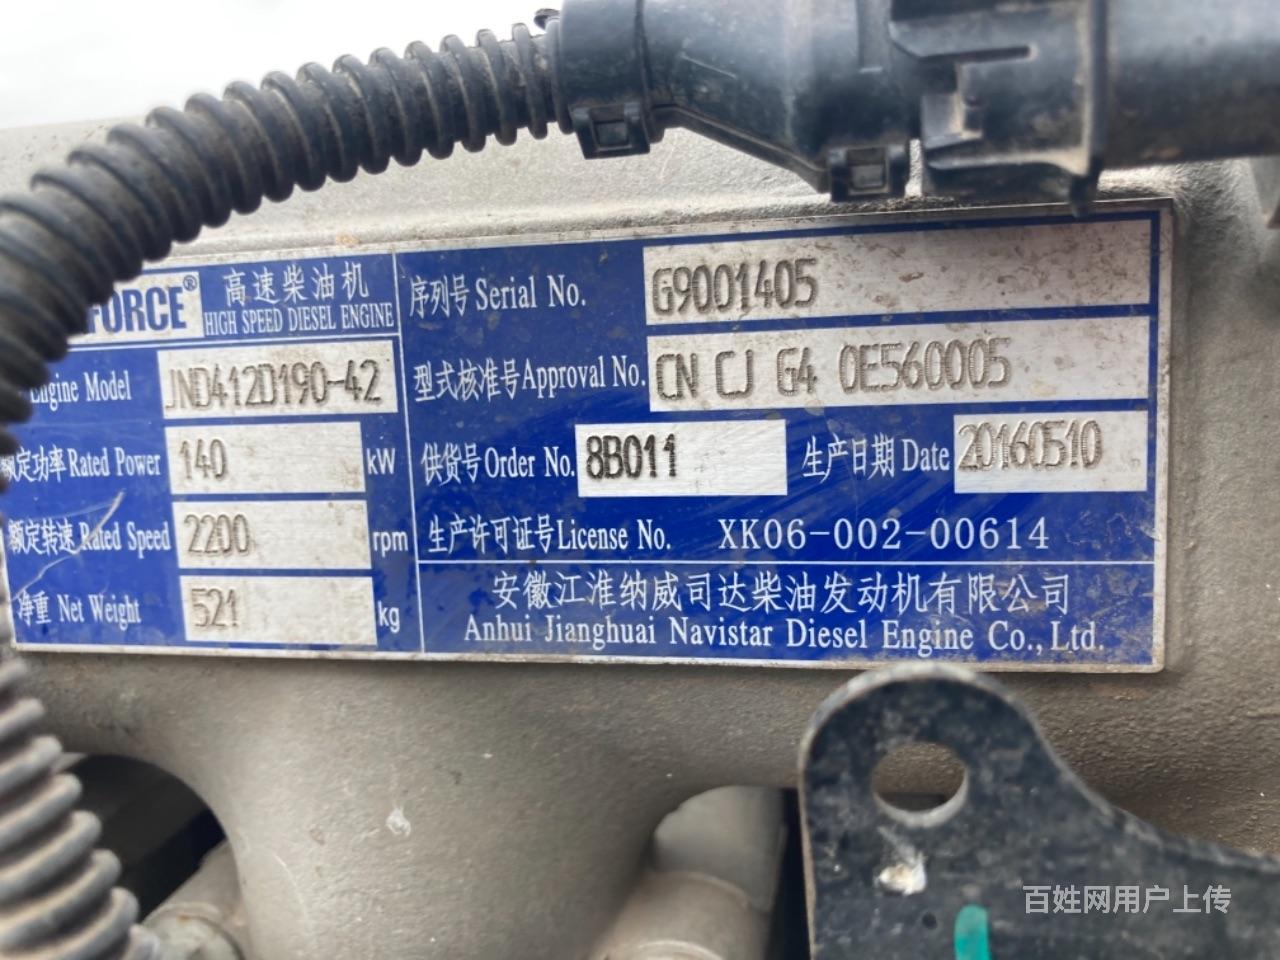 FORCE® 高速柴油机
HIGH SPEED DIESEL ENGINE
Engine Model JND412D190-42
额定功率 Rated Power 140 kW
额定转速 Rated Speed 2200 rpm
净重 Net Weight 521 kg
序列号 Serial No. G9001405
型式核准号 Approval No. CN CJ G4 0E560005
供货号 Order No. 8B011 生产日期 Date 20160510
生产许可证号 License No. XK06-002-00614
安徽江淮纳威司达柴油发动机有限公司
Anhui Jianghuai Navistar Diesel Engine Co., Ltd.
百姓网用户上传